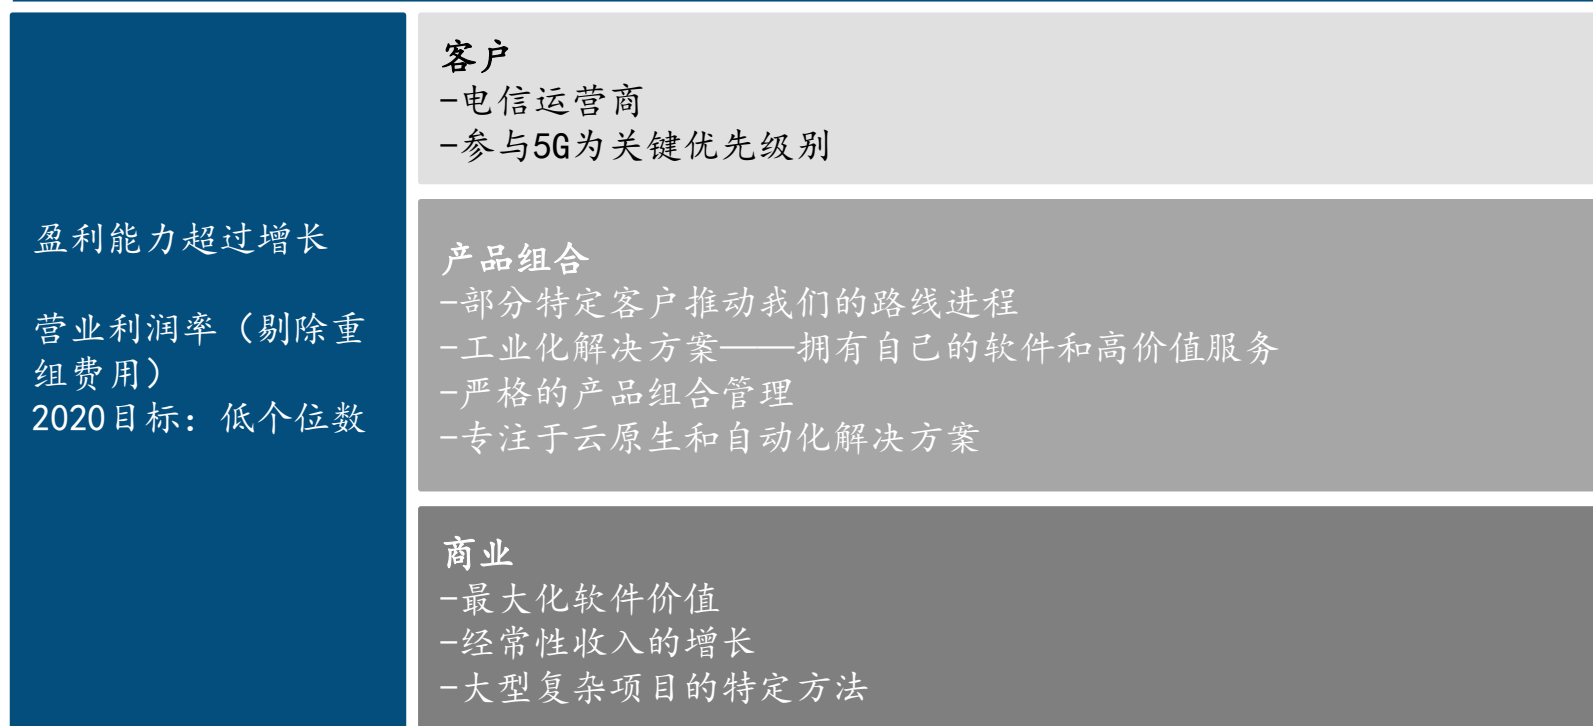 盈利能力超过增长
营业利润率（剔除重
组费用）
2020目标：低个位数
客户
-电信运营商
-参与5G为关键优先级别
产品组合
-部分特定客户推动我们的路线进程
-工业化解决方案——拥有自己的软件和高价值服务
-严格的产品组合管理
-专注于云原生和自动化解决方案
商业
-最大化软件价值
-经常性收入的增长
-大型复杂项目的特定方法